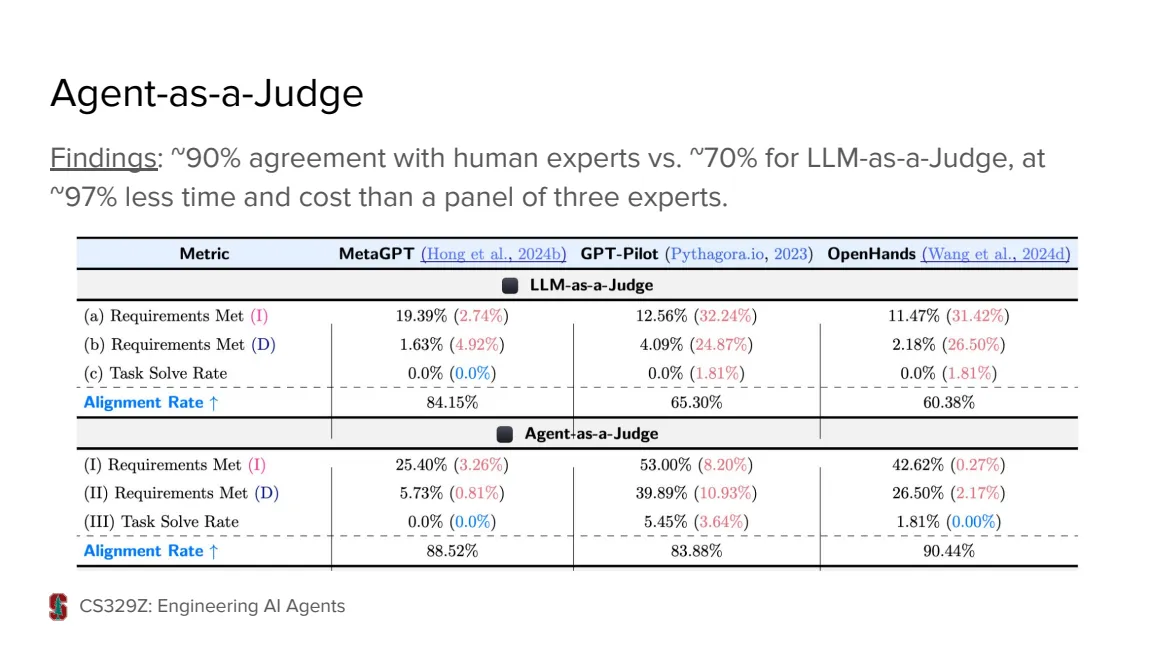 Agent-as-a-Judge
Findings: ~90% agreement with human experts vs. ~70% for LLM-as-a-Judge, at
~97% less time and cost than a panel of three experts.
Metric MetaGPT (Hong et al., 2024b) GPT-Pilot (Pythagora.io, 2023) OpenHands (Wang et al., 2024d)
LLM-as-a-Judge
(a) Requirements Met (I) 19.39% (2.74%) 12.56% (32.24%) 11.47% (31.42%)
(b) Requirements Met (D) 1.63% (4.92%) 4.09% (24.87%) 2.18% (26.50%)
(c) Task Solve Rate 0.0% (0.0%) 0.0% (1.81%) 0.0% (1.81%)
Alignment Rate ↑ 84.15% 65.30% 60.38%
Agent-as-a-Judge
(I) Requirements Met (I) 25.40% (3.26%) 53.00% (8.20%) 42.62% (0.27%)
(II) Requirements Met (D) 5.73% (0.81%) 39.89% (10.93%) 26.50% (2.17%)
(III) Task Solve Rate 0.0% (0.0%) 5.45% (3.64%) 1.81% (0.00%)
Alignment Rate ↑ 88.52% 83.88% 90.44%
CS329Z: Engineering AI Agents